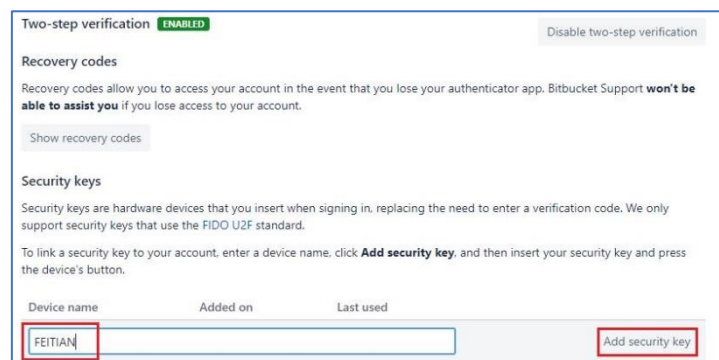 Two-step verification ENABLED
Disable two-step verification
Recovery codes
Recovery codes allow you to access your account in the event that you lose your authenticator app. Bitbucket Support won't be
able to assist you if you lose access to your account.
Show recovery codes
Security keys
Security keys are hardware devices that you insert when signing in, replacing the need to enter a verification code. We only
support security keys that use the FIDO U2F standard.
To link a security key to your account, enter a device name, click Add security key, and then insert your security key and press
the device's button.
Device name Added on Last used
FEITIAN Add security key